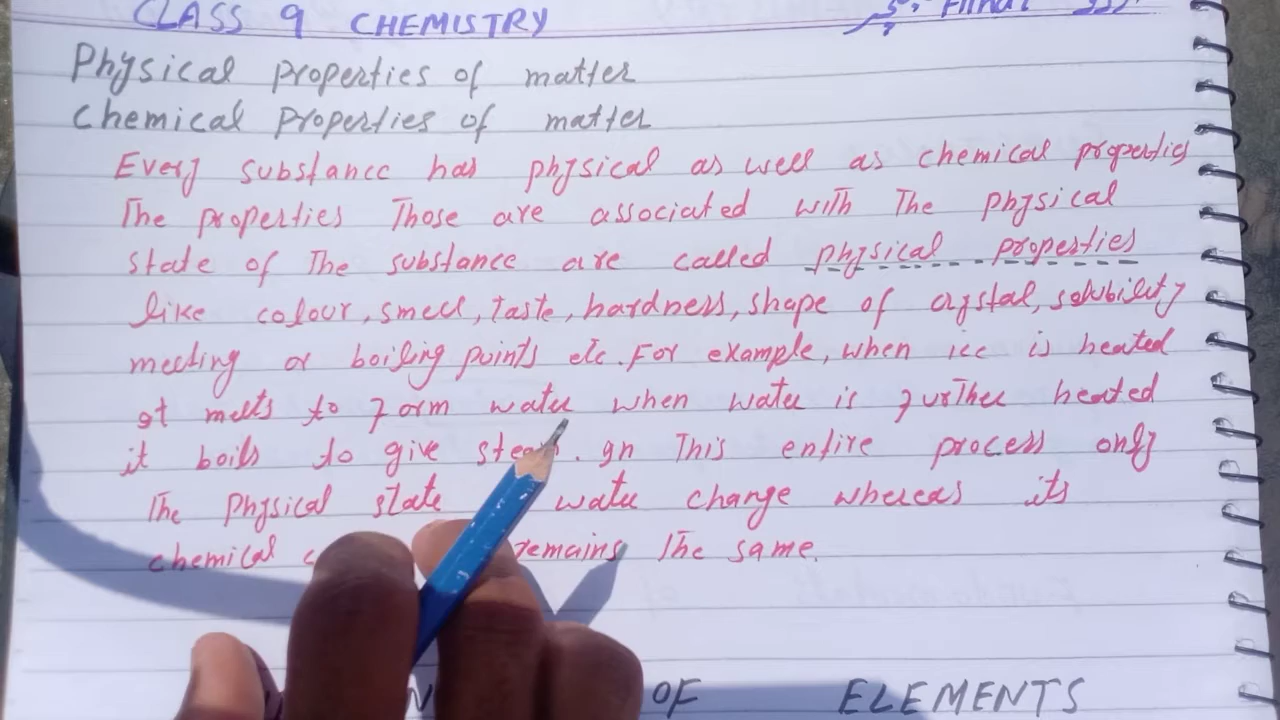 CLASS 9 CHEMISTRY
Physical properties of matter
chemical properties of matter
Every substance has physical as well as chemical properties
The properties Those are associated with The physical
state of The substance are called physical properties
like colour, smell, taste, hardness, shape of crystal, solubility
melting or boiling points etc. For example, when ice is heated
It melts to form water when water is further heated
it boils to give steam. In This entire process only
The physical state water change whereas its
chemical remains The same.
OF ELEMENTS